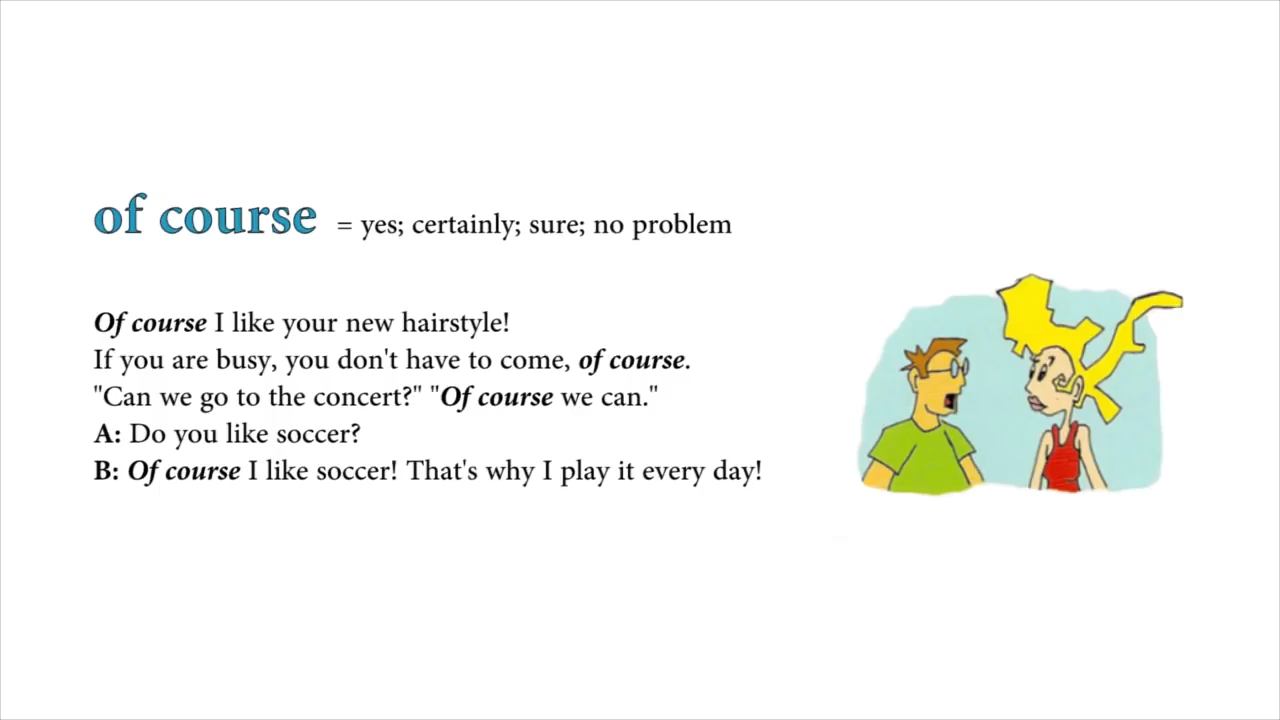 of course = yes; certainly; sure; no problem
Of course I like your new hairstyle!
If you are busy, you don't have to come, of course.
"Can we go to the concert?" "Of course we can."
A: Do you like soccer?
B: Of course I like soccer! That's why I play it every day!